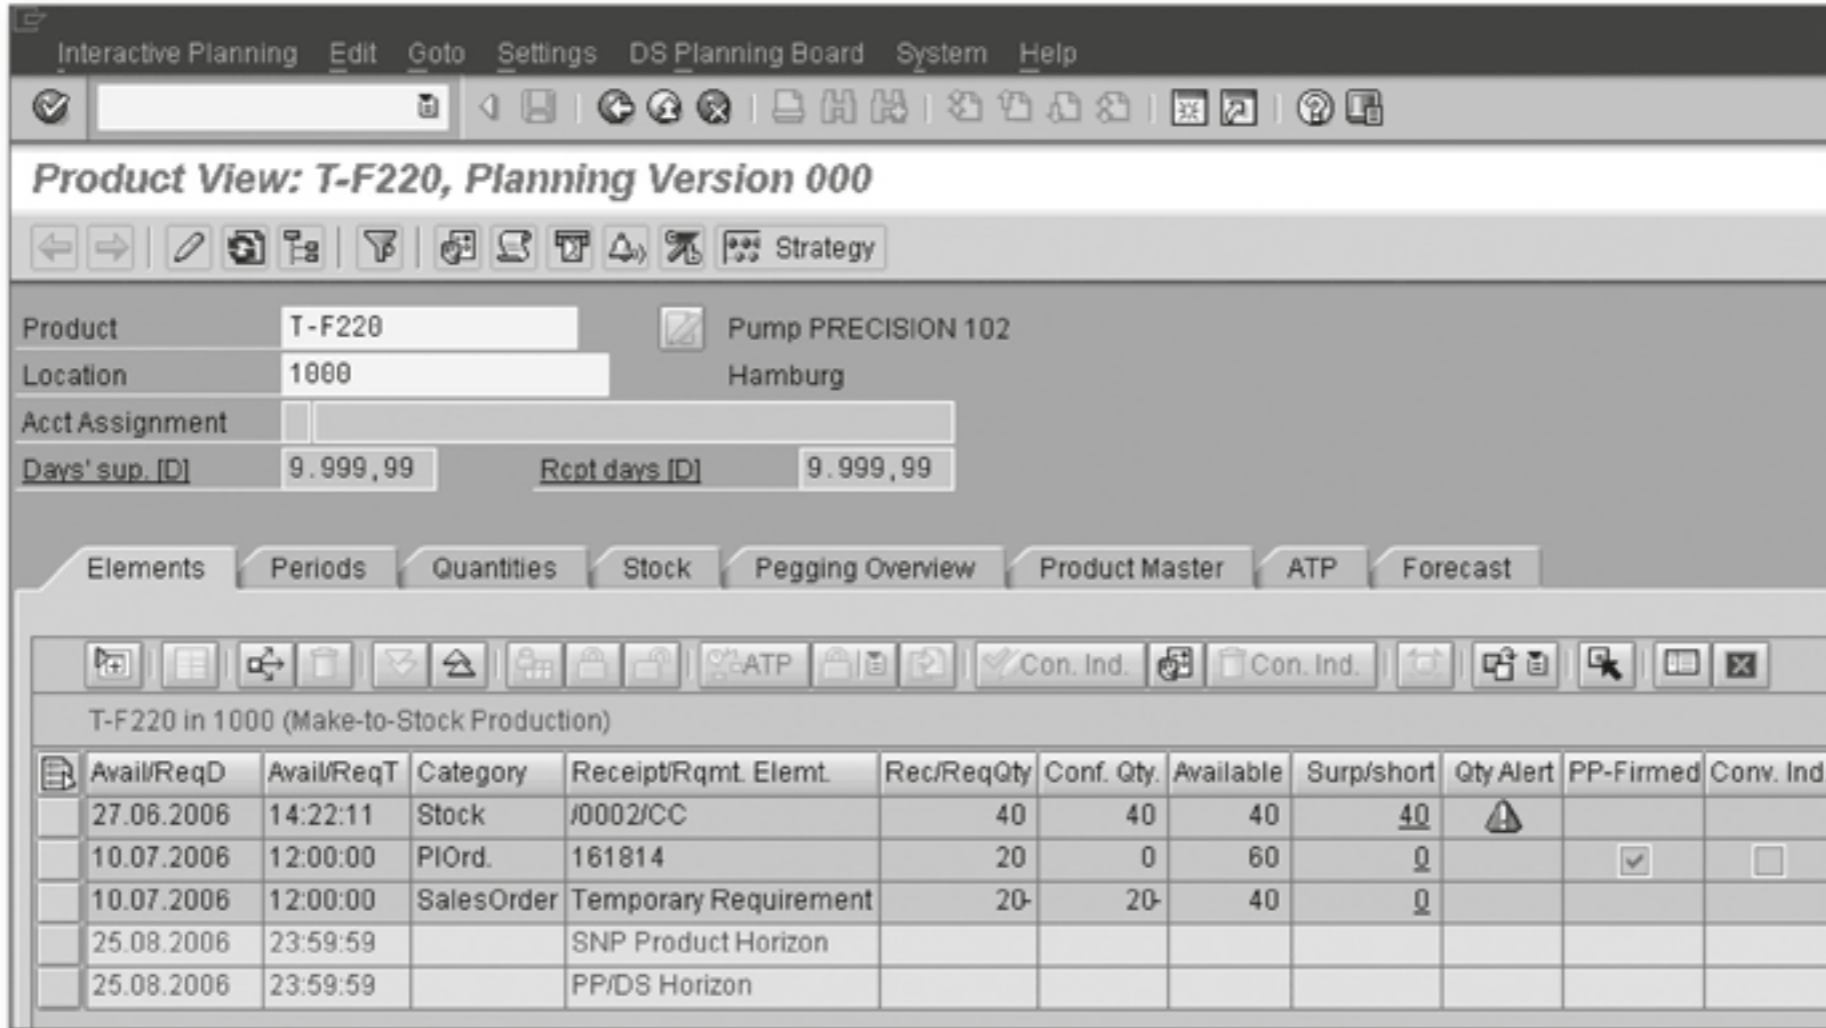 Interactive Planning Edit Goto Settings DS Planning Board System Help
Product View: T-F220, Planning Version 000
Strategy
Product T-F220 Pump PRECISION 102
Location 1000 Hamburg
Acct Assignment
Days' sup. [D] 9.999,99 Rcpt days [D] 9.999,99
Elements Periods Quantities Stock Pegging Overview Product Master ATP Forecast
ATP Con. Ind. Con. Ind.
T-F220 in 1000 (Make-to-Stock Production)
Avail/ReqD Avail/ReqT Category Receipt/Rqmt. Elemt. Rec/ReqQty Conf. Qty. Available Surp/short Qty Alert PP-Firmed Conv. Ind
27.06.2006 14:22:11 Stock /0002/CC 40 40 40 40
10.07.2006 12:00:00 PlOrd. 161814 20 0 60 0
10.07.2006 12:00:00 SalesOrder Temporary Requirement 20- 20- 40 0
25.08.2006 23:59:59 SNP Product Horizon
25.08.2006 23:59:59 PP/DS Horizon